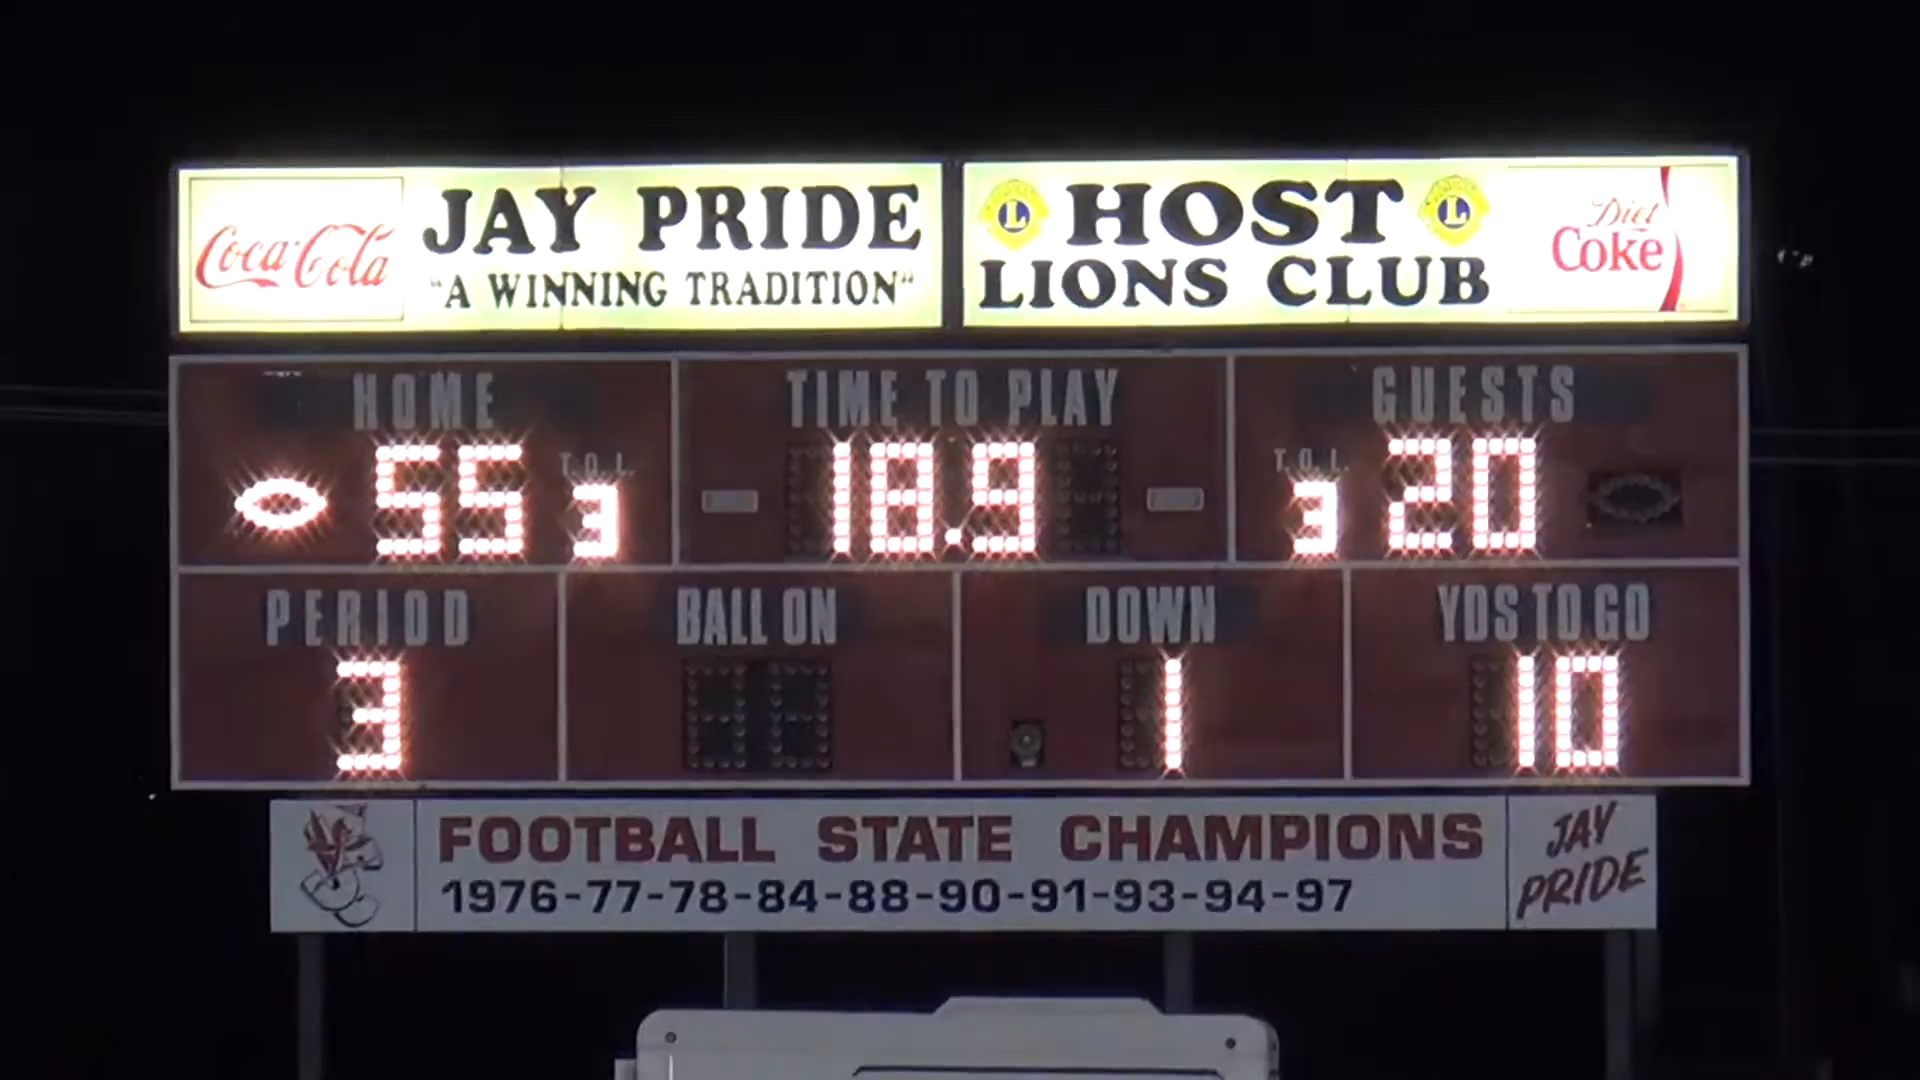 Coca-Cola
JAY PRIDE
"A WINNING TRADITION"
HOST
LIONS CLUB
L
L
Diet
Coke
HOME
TIME TO PLAY
GUESTS
55
T.O.L.
3
18.9
T.O.L.
3
20
PERIOD
BALL ON
DOWN
YDS TO GO
3
1
10
FOOTBALL STATE CHAMPIONS
1976-77-78-84-88-90-91-93-94-97
JAY
PRIDE